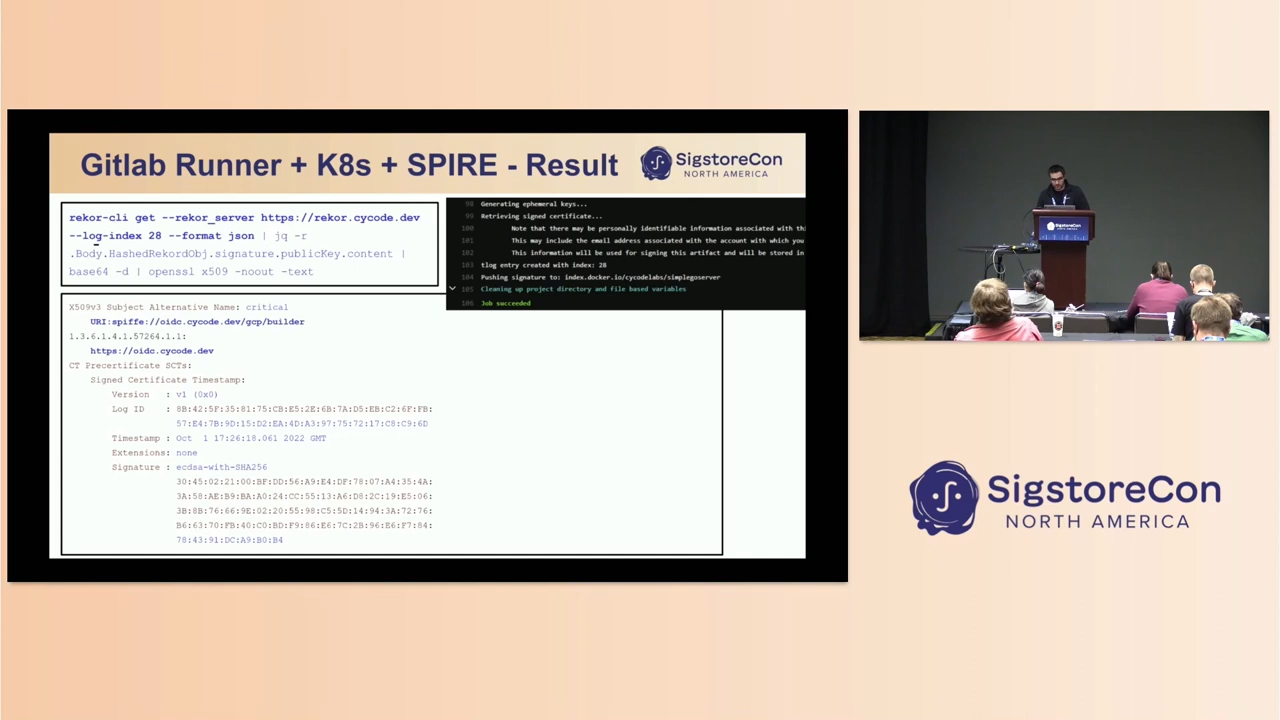 Gitlab Runner + K8s + SPIRE - Result
SigstoreCon
NORTH AMERICA
rekor-cli get --rekor_server https://rekor.cycode.dev
--log-index 28 --format json | jq -r
.Body.HashedRekordObj.signature.publicKey.content |
base64 -d | openssl x509 -noout -text
98 Generating ephemeral keys...
99 Retrieving signed certificate...
100 Note that there may be personally identifiable information associated with thi
101 This may include the email address associated with the account with which you
102 This information will be used for signing this artifact and will be stored in
103 tlog entry created with index: 28
104 Pushing signature to: index.docker.io/cycodelabs/simplegoserver
105 Cleaning up project directory and file based variables
106 Job succeeded
X509v3 Subject Alternative Name: critical
URI:spiffe://oidc.cycode.dev/gcp/builder
1.3.6.1.4.1.57264.1.1:
https://oidc.cycode.dev
CT Precertificate SCTs:
Signed Certificate Timestamp:
Version : v1 (0x0)
Log ID : 8B:42:5F:35:81:75:CB:E5:2E:6B:7A:D5:EB:C2:6F:FB:
57:E4:7B:9D:15:D2:EA:4D:A3:97:75:72:17:C8:C9:6D
Timestamp : Oct 1 17:26:18.061 2022 GMT
Extensions: none
Signature : ecdsa-with-SHA256
30:45:02:21:00:BF:DD:56:A9:E4:DF:78:07:A4:35:4A:
3A:58:AE:B9:BA:A0:24:CC:55:13:A6:D8:2C:19:E5:06:
3B:8B:76:66:9E:02:20:55:98:C5:5D:14:94:3A:72:76:
B6:63:70:FB:40:C0:BD:F9:86:E6:7C:2B:96:E6:F7:84:
78:43:91:DC:A9:B0:B4
SigstoreCon
SigstoreCon
NORTH AMERICA